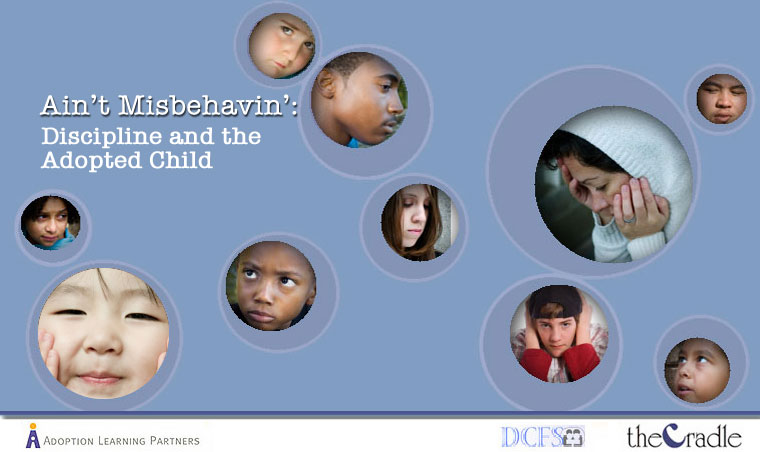 Ain't Misbehavin':
Discipline and the
Adopted Child
ADOPTION LEARNING PARTNERS
DCFS
theCradle